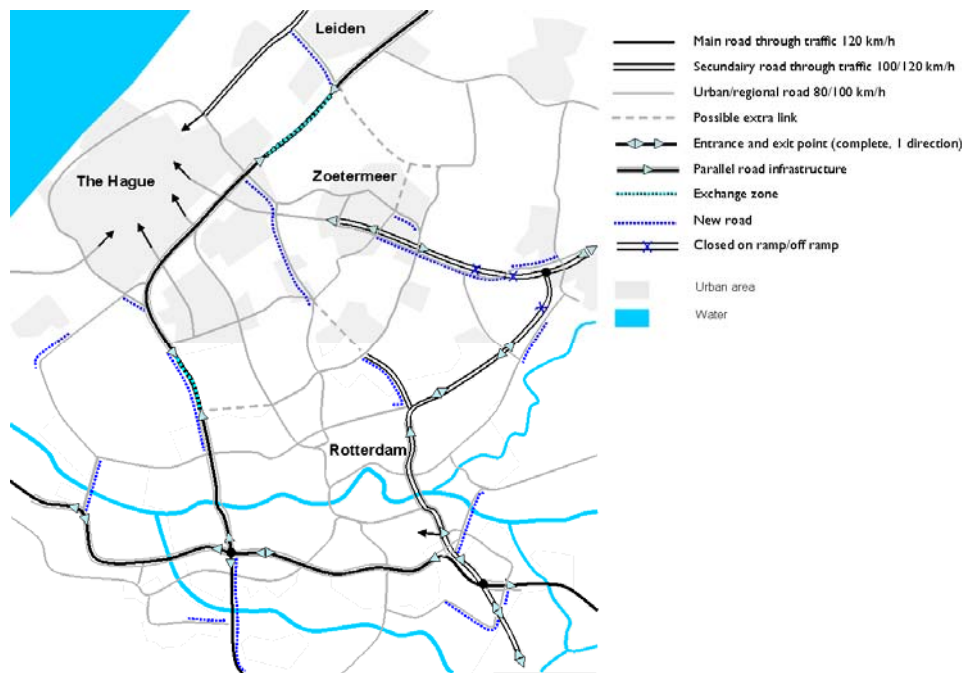 Leiden
The Hague
Zoetermeer
Rotterdam
Main road through traffic 120 km/h
Secundairy road through traffic 100/120 km/h
Urban/regional road 80/100 km/h
Possible extra link
Entrance and exit point (complete, 1 direction)
Parallel road infrastructure
Exchange zone
New road
Closed on ramp/off ramp
Urban area
Water